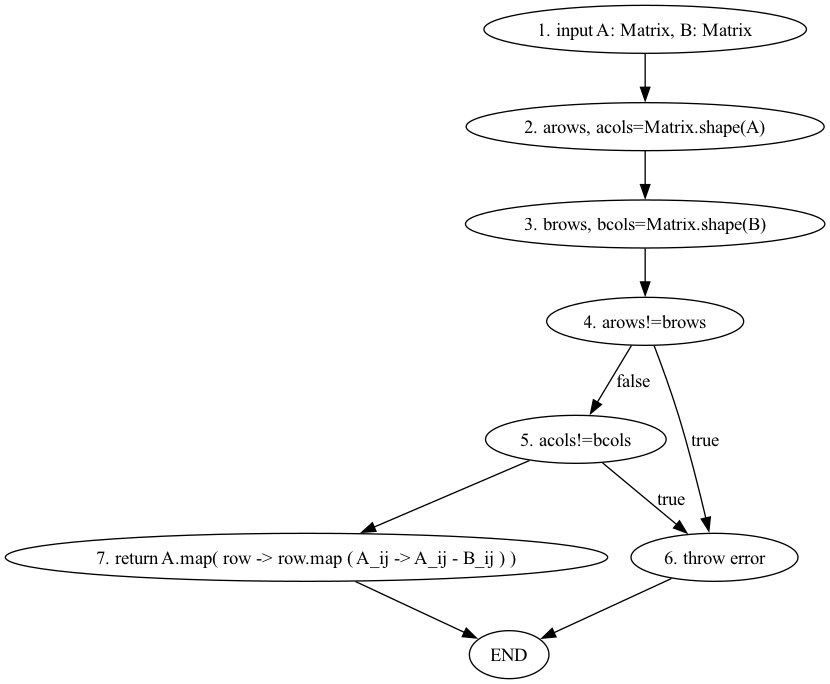 1. input A: Matrix, B: Matrix
2. arows, acols=Matrix.shape(A)
3. brows, bcols=Matrix.shape(B)
4. arows!=brows
false
5. acols!=bcols
true
true
7. return A.map( row -> row.map ( A_ij -> A_ij - B_ij ) )
6. throw error
END